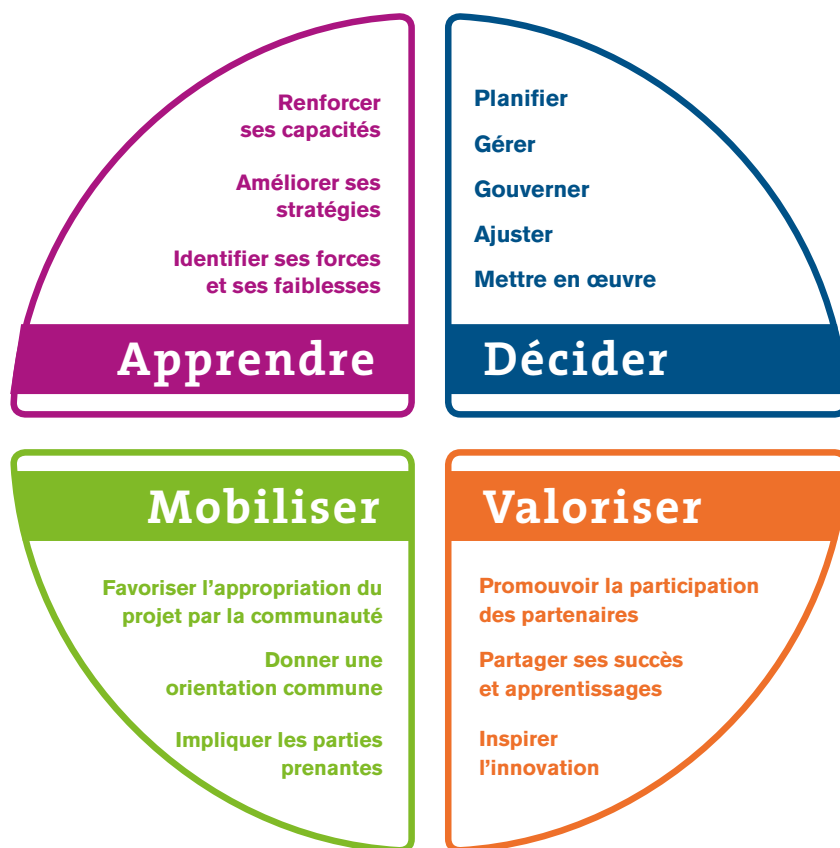 Renforcer
ses capacités
Améliorer ses
stratégies
Identifier ses forces
et ses faiblesses
Apprendre
Planifier
Gérer
Gouverner
Ajuster
Mettre en œuvre
Décider
Mobiliser
Favoriser l’appropriation du
projet par la communauté
Donner une
orientation commune
Impliquer les parties
prenantes
Valoriser
Promouvoir la participation
des partenaires
Partager ses succès
et apprentissages
Inspirer
l’innovation